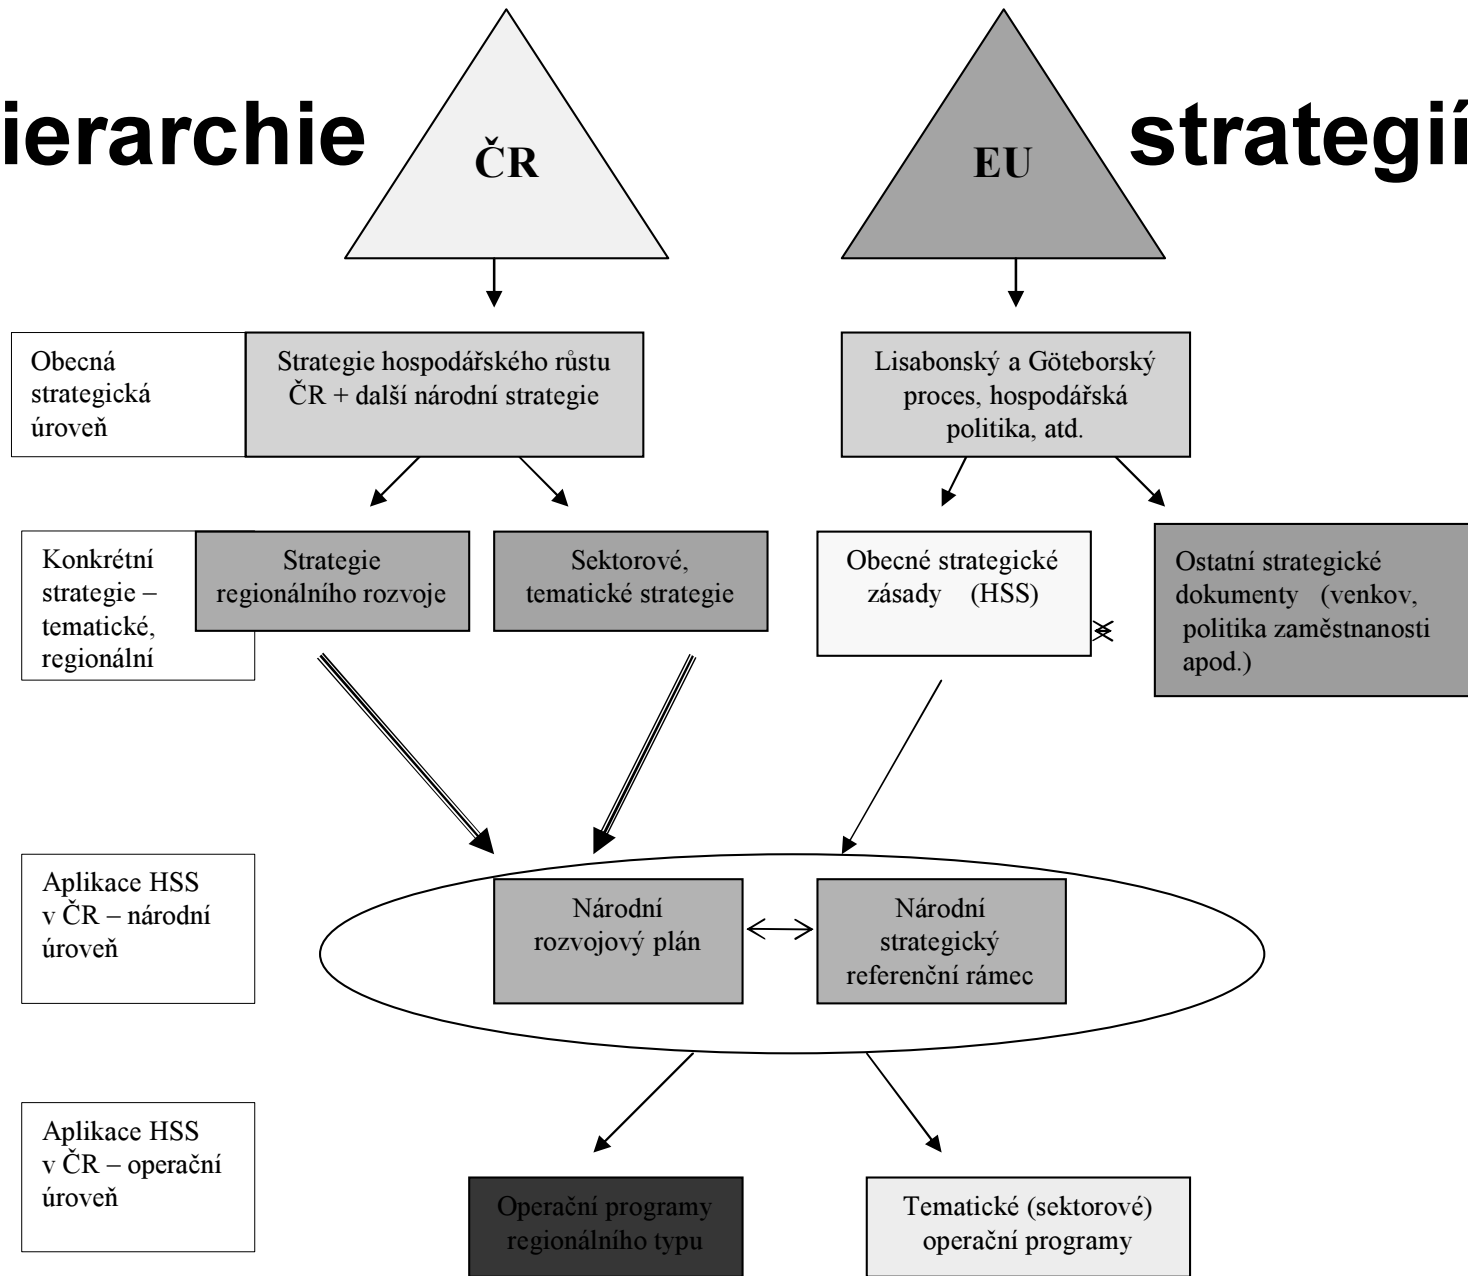 ierarchie
ČR
EU
strategií
Obecná
strategická
úroveň
Strategie hospodářského růstu
ČR + další národní strategie
Lisabonský a Göteborský
proces, hospodářská
politika, atd.
Konkrétní
strategie –
tematické,
regionální
Strategie
regionálního rozvoje
Sektorové,
tematické strategie
Obecné strategické
zásady (HSS)
Ostatní strategické
dokumenty (venkov,
politika zaměstnanosti
apod.)
Aplikace HSS
v ČR – národní
úroveň
Národní
rozvojový plán
Národní
strategický
referenční rámec
Aplikace HSS
v ČR – operační
úroveň
Operační programy
regionálního typu
Tematické (sektorové)
operační programy